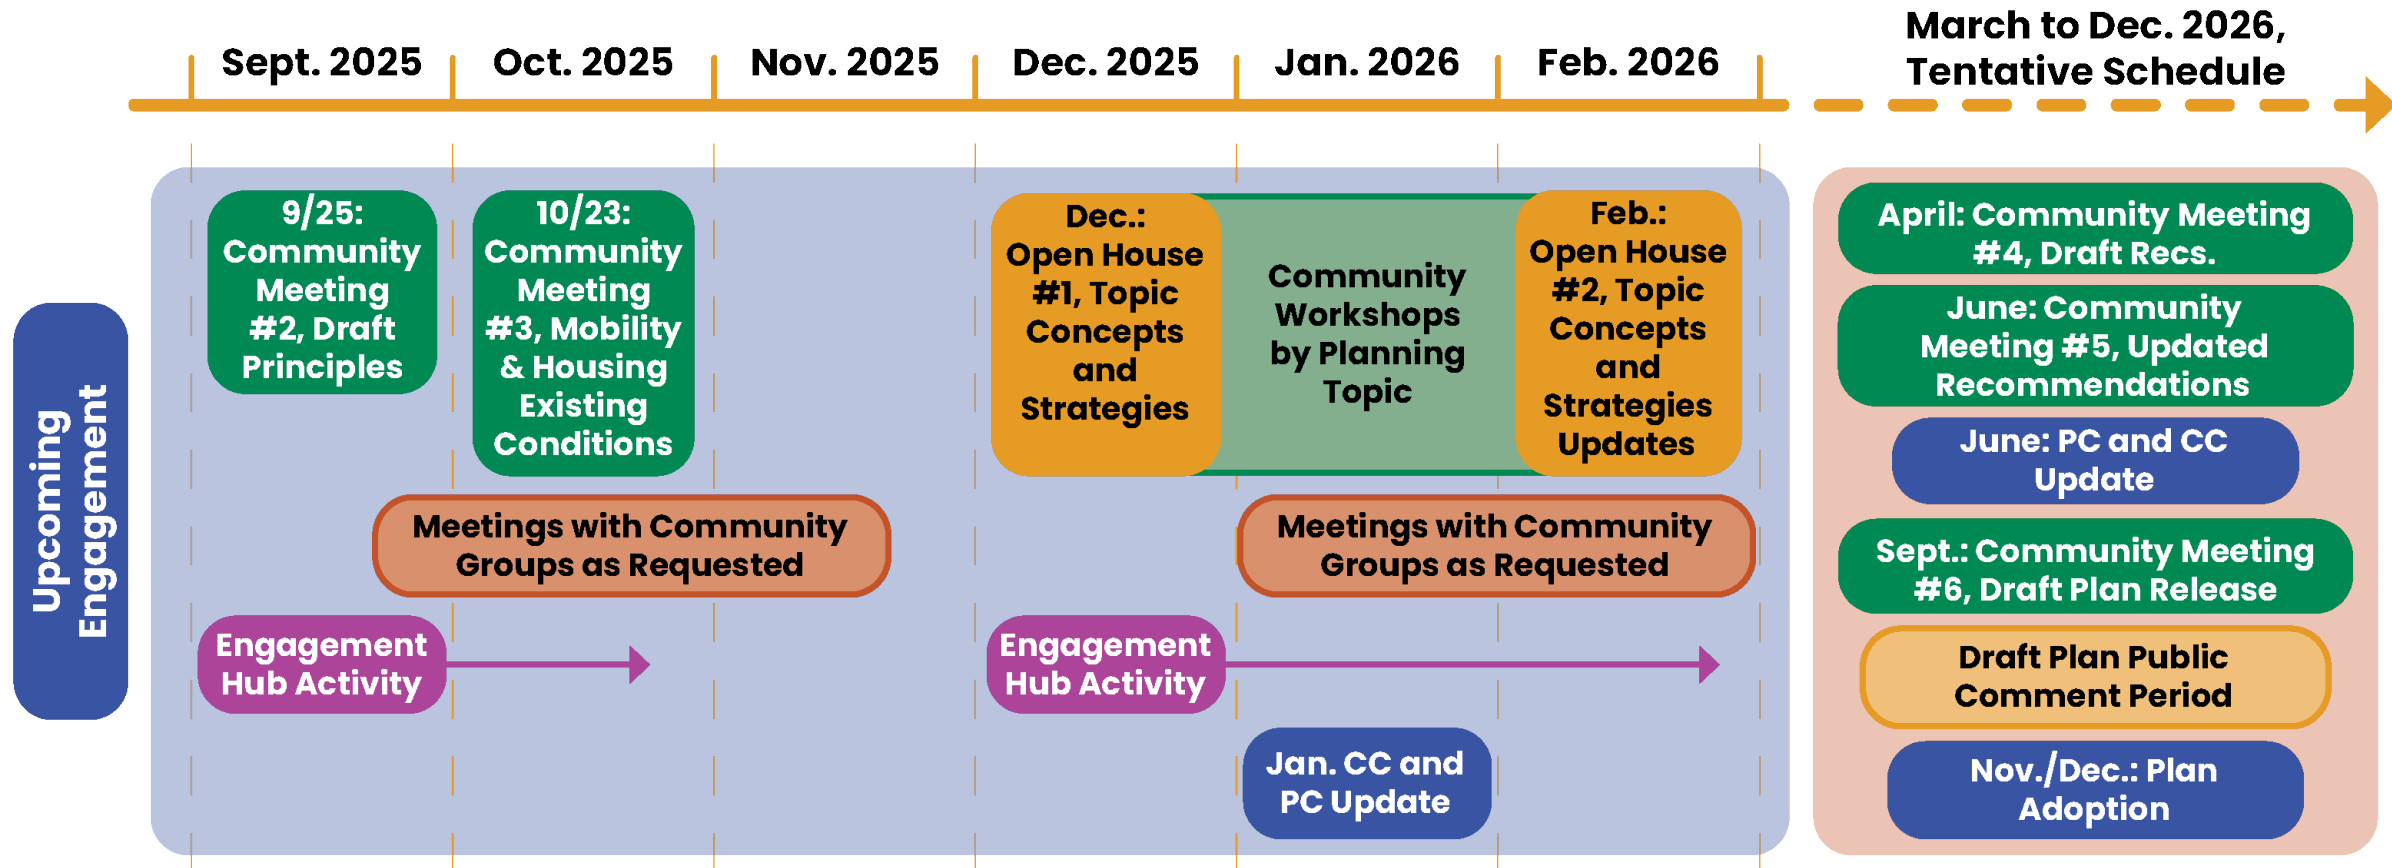 Sept. 2025
Oct. 2025
Nov. 2025
Dec. 2025
Jan. 2026
Feb. 2026
March to Dec. 2026,
Tentative Schedule
Upcoming
Engagement
9/25:
Community
Meeting
#2, Draft
Principles
10/23:
Community
Meeting
#3, Mobility
& Housing
Existing
Conditions
Dec.:
Open House
#1, Topic
Concepts
and
Strategies
Community
Workshops
by Planning
Topic
Feb.:
Open House
#2, Topic
Concepts
and
Strategies
Updates
Meetings with Community
Groups as Requested
Meetings with Community
Groups as Requested
Engagement
Hub Activity
Engagement
Hub Activity
Jan. CC and
PC Update
April: Community Meeting
#4, Draft Recs.
June: Community
Meeting #5, Updated
Recommendations
June: PC and CC
Update
Sept.: Community Meeting
#6, Draft Plan Release
Draft Plan Public
Comment Period
Nov./Dec.: Plan
Adoption